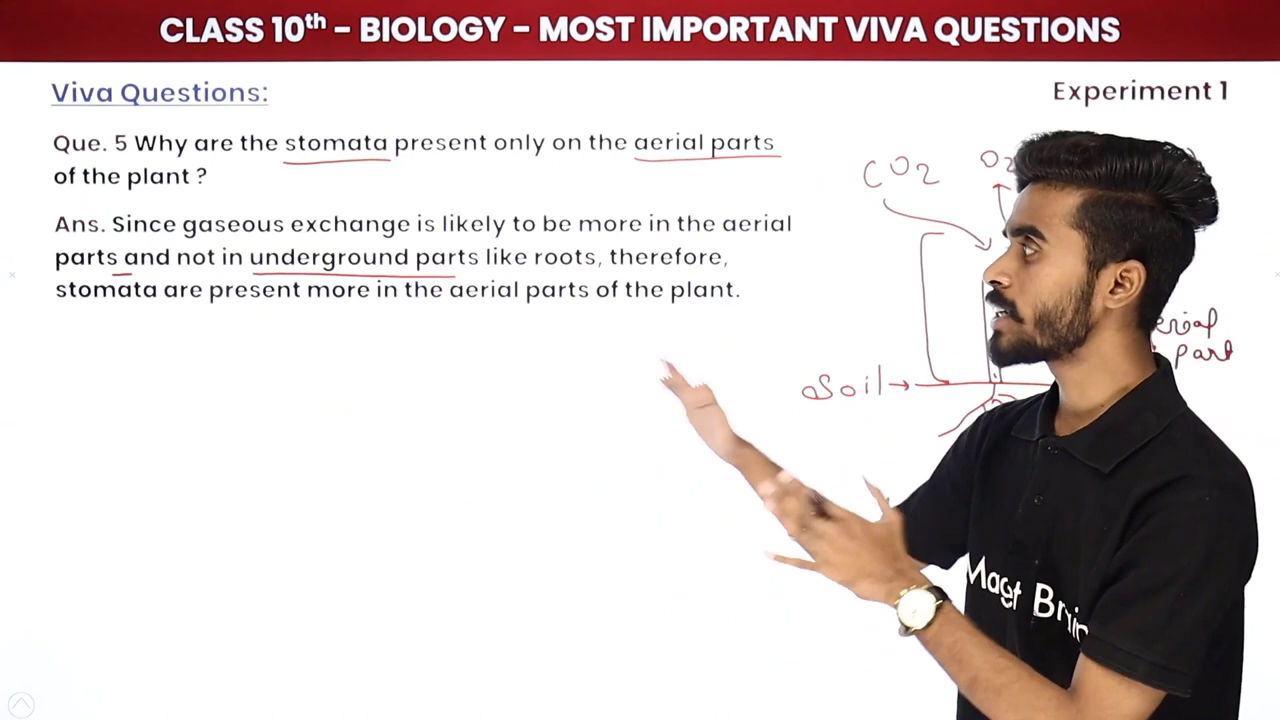 CLASS 10th – BIOLOGY – MOST IMPORTANT VIVA QUESTIONS
Viva Questions:
Experiment 1
Que. 5 Why are the stomata present only on the aerial parts
of the plant ?
Ans. Since gaseous exchange is likely to be more in the aerial
parts and not in underground parts like roots, therefore,
stomata are present more in the aerial parts of the plant.
CO2
O2
part
Soil